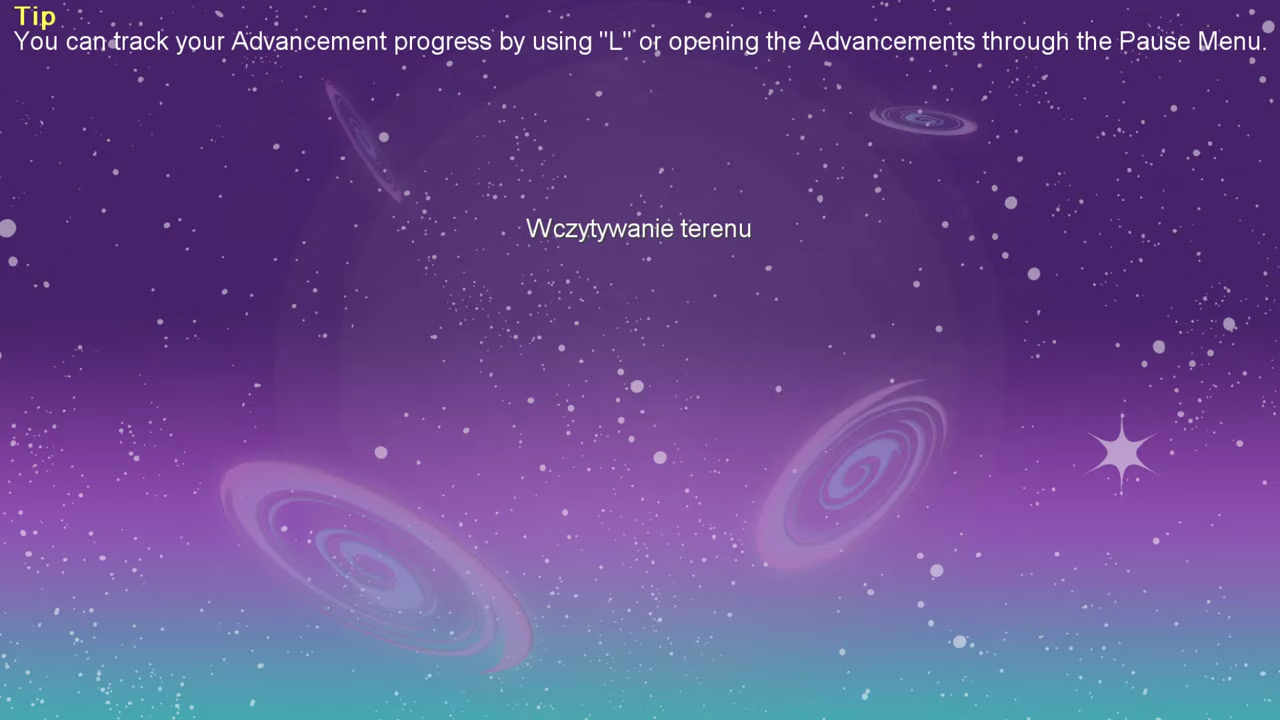 Tip
You can track your Advancement progress by using "L" or opening the Advancements through the Pause Menu.
Wczytywanie terenu